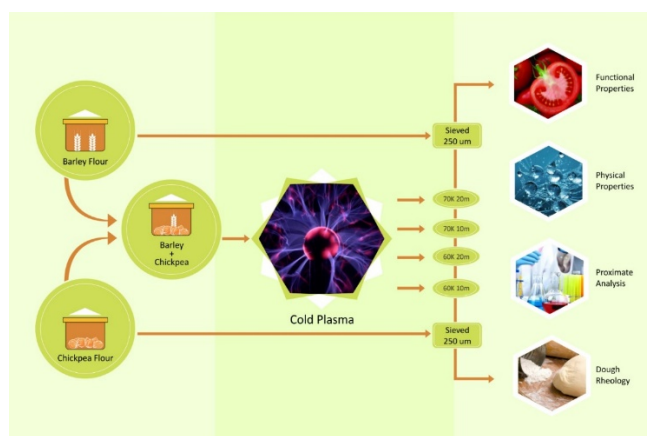 Barley Flour
Barley
+
Chickpea
Chickpea Flour
Cold Plasma
Sieved
250 um
70K 20m
70K 10m
60K 20m
60K 10m
Sieved
250 um
Functional
Properties
Physical
Properties
Proximate
Analysis
Dough
Rheology